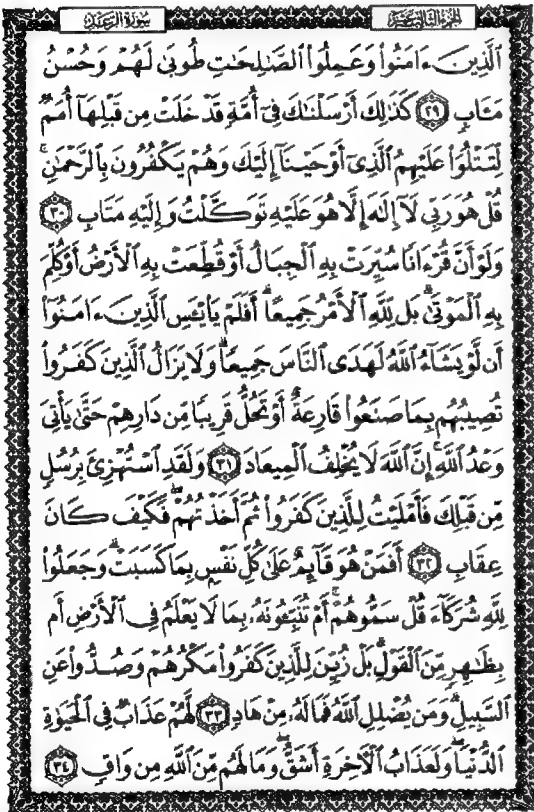 سورة الرعد
الجزء الثالث عشر
ٱلَّذِينَ ءَامَنُوا۟ وَعَمِلُوا۟ ٱلصَّـٰلِحَـٰتِ طُوبَىٰ لَهُمْ وَحُسْنُ
مَـَٔابٍ ٢٩ كَذَٰلِكَ أَرْسَلْنَـٰكَ فِىٓ أُمَّةٍ قَدْ خَلَتْ مِن قَبْلِهَآ أُمَمٌ
لِّتَتْلُوَا۟ عَلَيْهِمُ ٱلَّذِىٓ أَوْحَيْنَآ إِلَيْكَ وَهُمْ يَكْفُرُونَ بِٱلرَّحْمَـٰنِ ۚ
قُلْ هُوَ رَبِّى لَآ إِلَـٰهَ إِلَّا هُوَ عَلَيْهِ تَوَكَّلْتُ وَإِلَيْهِ مَتَابِ ٣٠
وَلَوْ أَنَّ قُرْءَانًا سُيِّرَتْ بِهِ ٱلْجِبَالُ أَوْ قُطِّعَتْ بِهِ ٱلْأَرْضُ أَوْ كُلِّمَ
بِهِ ٱلْمَوْتَىٰ ۗ بَل لِّلَّهِ ٱلْأَمْرُ جَمِيعًا ۗ أَفَلَمْ يَا۟يْـَٔسِ ٱلَّذِينَ ءَامَنُوٓا۟
أَن لَّوْ يَشَآءُ ٱللَّهُ لَهَدَى ٱلنَّاسَ جَمِيعًا ۗ وَلَا يَزَالُ ٱلَّذِينَ كَفَرُوا۟
تُصِيبُهُم بِمَا صَنَعُوا۟ قَارِعَةٌ أَوْ تَحُلُّ قَرِيبًا مِّن دَارِهِمْ حَتَّىٰ يَأْتِىَ
وَعْدُ ٱللَّهِ ۚ إِنَّ ٱللَّهَ لَا يُخْلِفُ ٱلْمِيعَادَ ٣١ وَلَقَدِ ٱسْتُهْزِئَ بِرُسُلٍ
مِّن قَبْلِكَ فَأَمْلَيْتُ لِلَّذِينَ كَفَرُوا۟ ثُمَّ أَخَذْتُهُمْ ۖ فَكَيْفَ كَانَ
عِقَابِ ٣٢ أَفَمَنْ هُوَ قَآئِمٌ عَلَىٰ كُلِّ نَفْسٍۭ بِمَا كَسَبَتْ ۗ وَجَعَلُوا۟
لِلَّهِ شُرَكَآءَ قُلْ سَمُّوهُمْ ۚ أَمْ تُنَبِّـُٔونَهُۥ بِمَا لَا يَعْلَمُ فِى ٱلْأَرْضِ أَم
بِظَـٰهِرٍ مِّنَ ٱلْقَوْلِ ۗ بَلْ زُيِّنَ لِلَّذِينَ كَفَرُوا۟ مَكْرُهُمْ وَصُدُّوا۟ عَنِ
ٱلسَّبِيلِ ۗ وَمَن يُضْلِلِ ٱللَّهُ فَمَا لَهُۥ مِنْ هَادٍ ٣٣ لَّهُمْ عَذَابٌ فِى ٱلْحَيَوٰةِ
ٱلدُّنْيَا ۖ وَلَعَذَابُ ٱلْـَٔاخِرَةِ أَشَقُّ ۖ وَمَا لَهُم مِّنَ ٱللَّهِ مِن وَاقٍ ٣٤